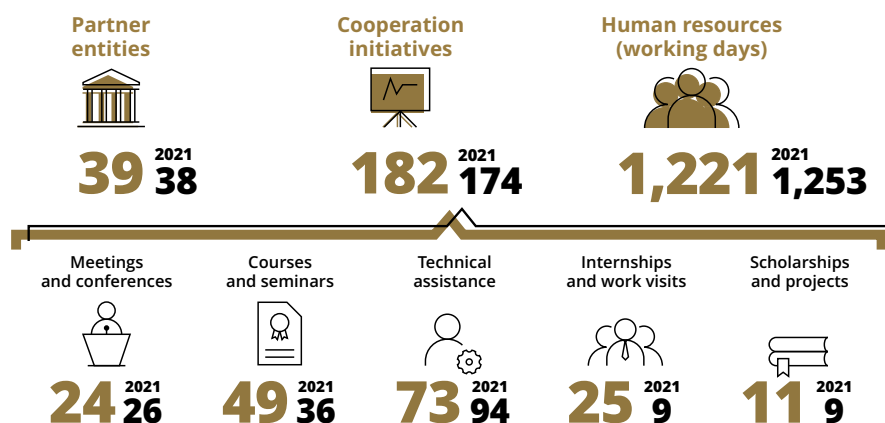 Partner
entities
Cooperation
initiatives
Human resources
(working days)
39 2021 38
182 2021 174
1,221 2021 1,253
Meetings
and conferences
Courses
and seminars
Technical
assistance
Internships
and work visits
Scholarships
and projects
24 2021 26
49 2021 36
73 2021 94
25 2021 9
11 2021 9